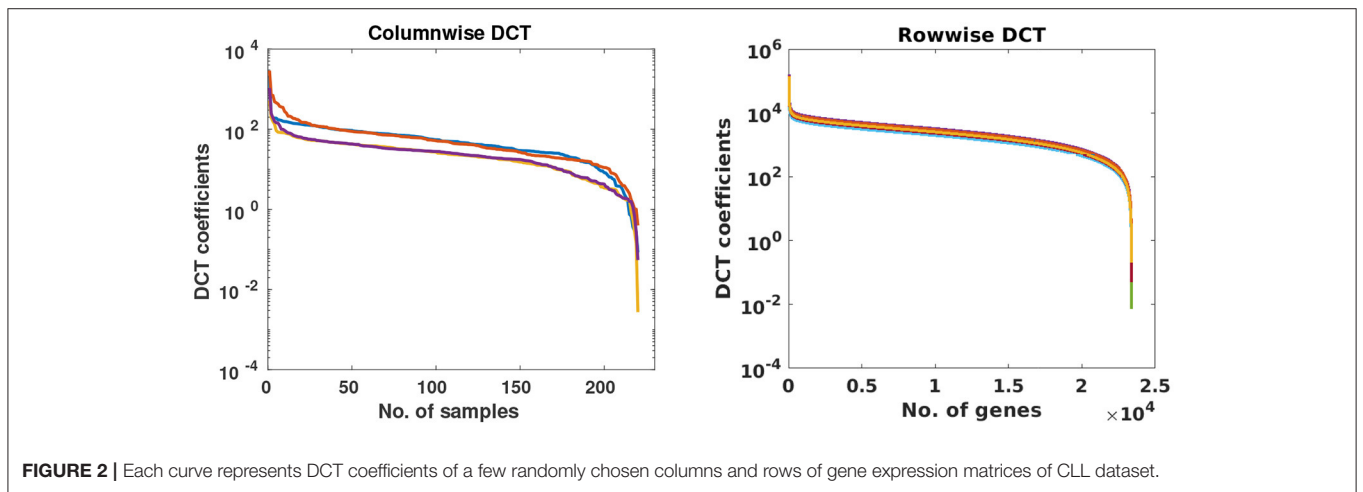 Columnwise DCT
10^4
10^2
10^0
10^-2
10^-4
DCT coefficients
0 50 100 150 200
No. of samples
Rowwise DCT
10^6
10^4
10^2
10^0
10^-2
10^-4
DCT coefficients
0 0.5 1 1.5 2 2.5
No. of genes
×10^4
FIGURE 2 | Each curve represents DCT coefficients of a few randomly chosen columns and rows of gene expression matrices of CLL dataset.